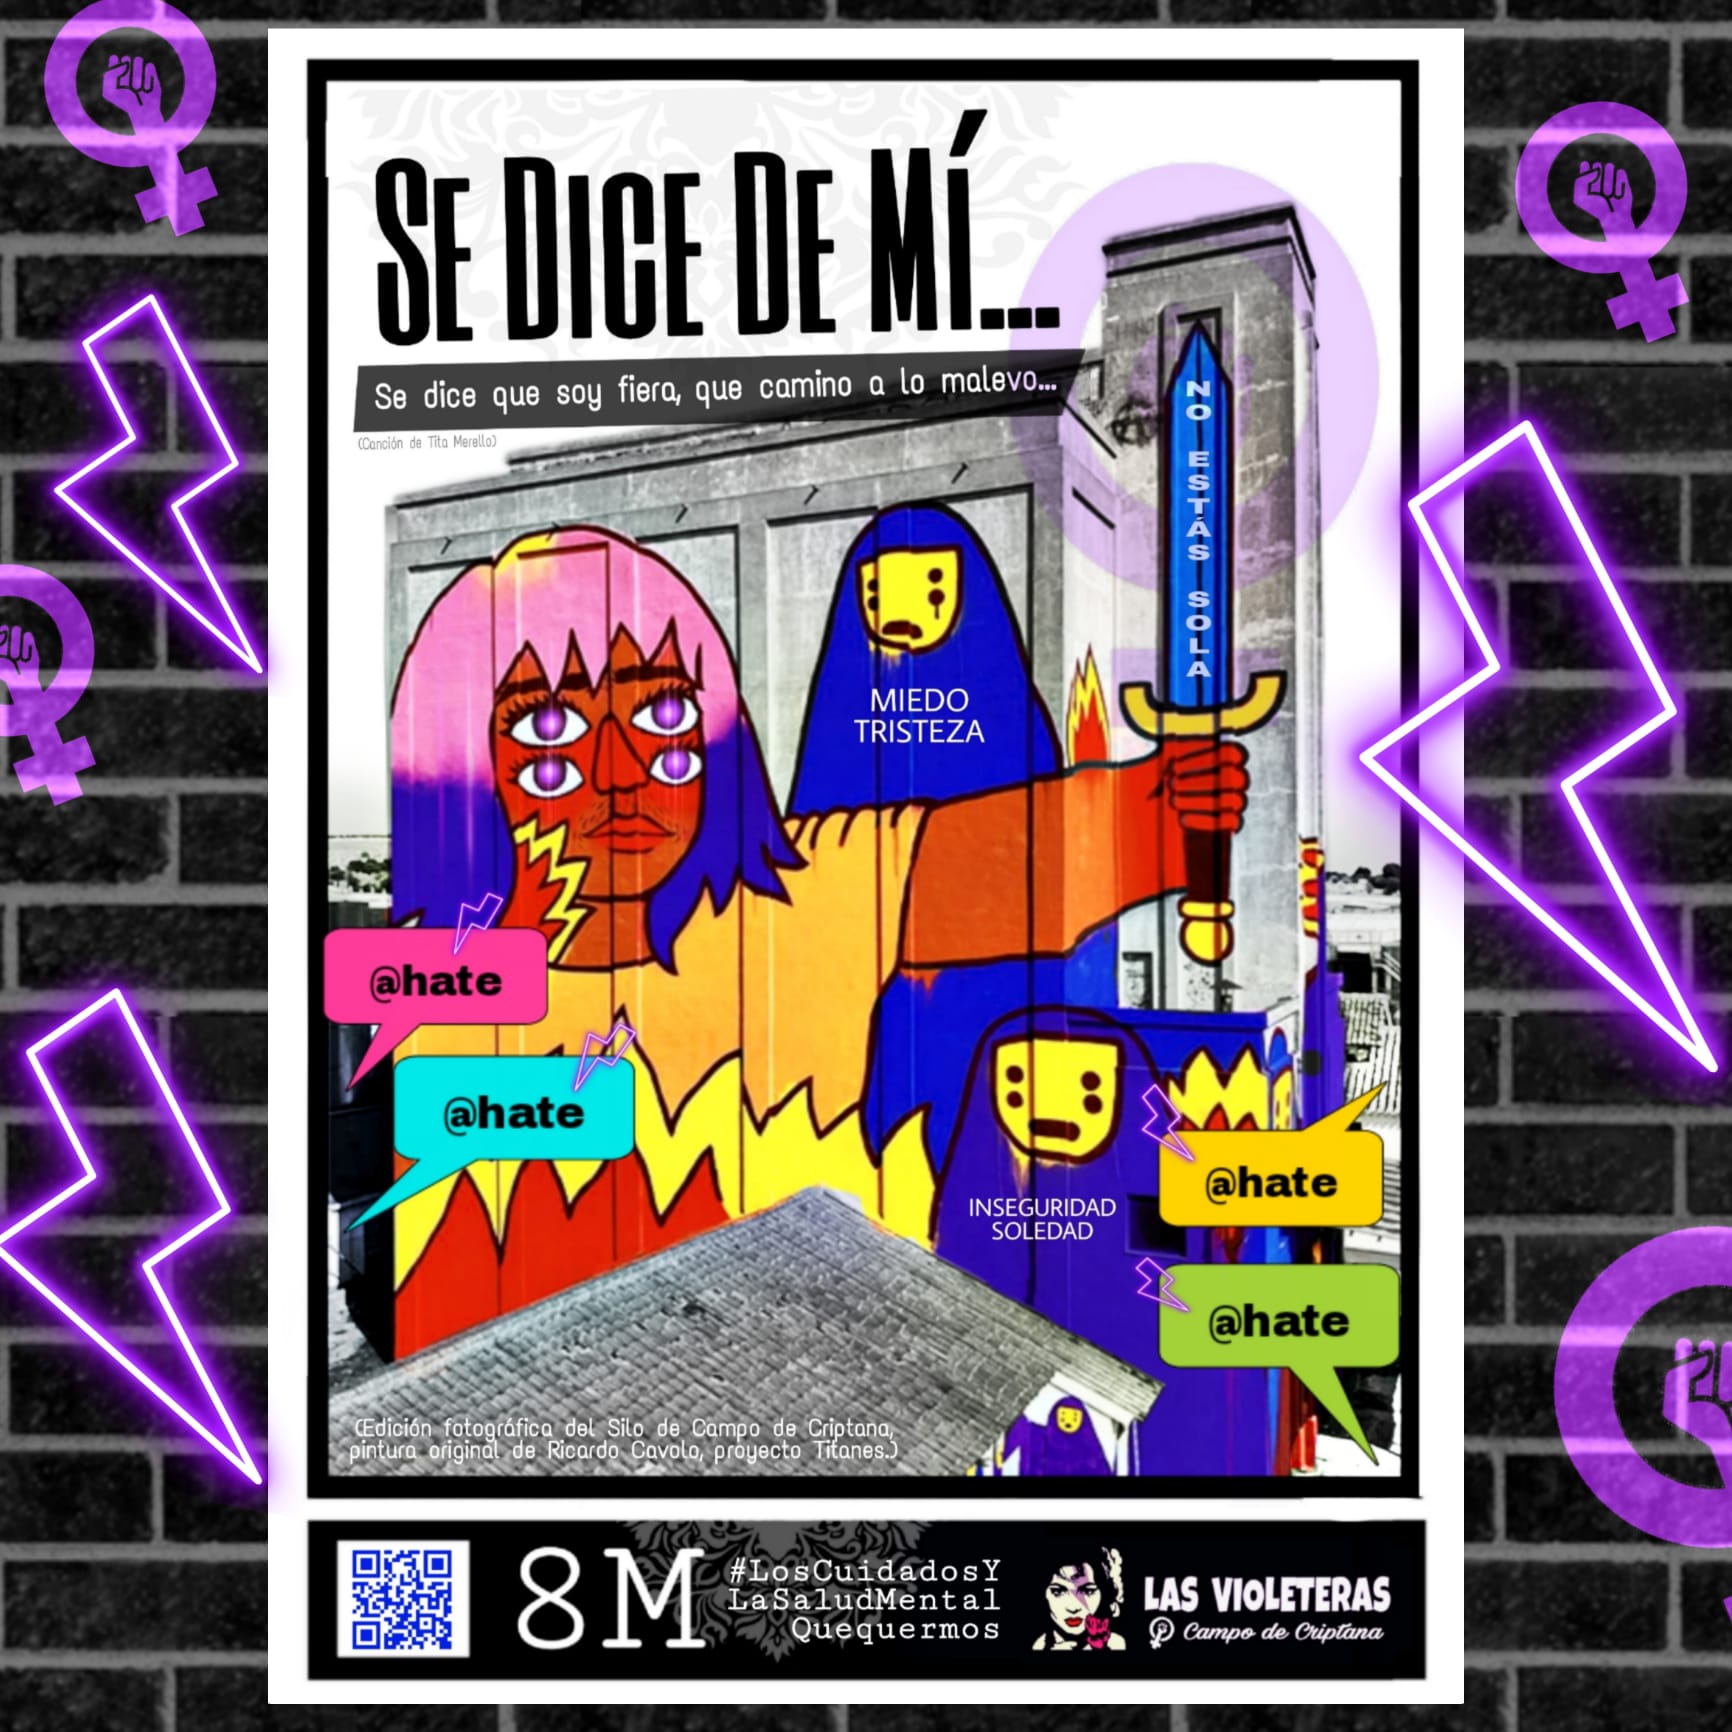 SE DICE DE MÍ...
Se dice que soy fiera, que camino a lo malevo...
(Canción de Tita Merello)
NO ESTÁS SOLA
MIEDO
TRISTEZA
@hate
@hate
INSEGURIDAD
SOLEDAD
@hate
@hate
(Edición fotográfica del Silo de Campo de Criptana,
pintura original de Ricardo Cavolo, proyecto Titanes.)
8M
#LosCuidadosY
LaSaludMental
Quequermos
LAS VIOLETERAS
Campo de Criptana